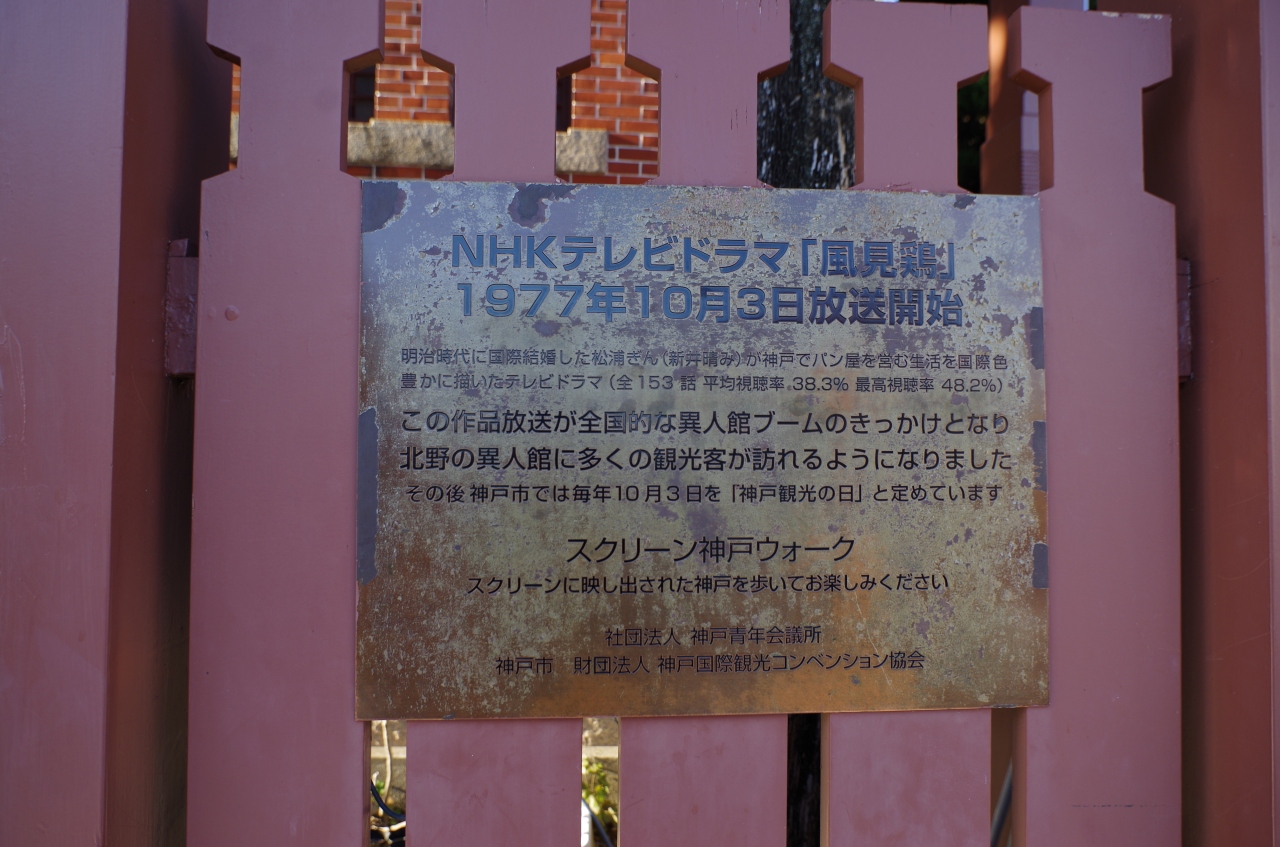 NHKテレビドラマ「風見鶏」
1977年10月3日放送開始
明治時代に国際結婚した松浦ぎん（新井晴み）が神戸でパン屋を営む生活を国際色
豊かに描いたテレビドラマ（全153話 平均視聴率 38.3% 最高視聴率 48.2%）
この作品放送が全国的な異人館ブームのきっかけとなり
北野の異人館に多くの観光客が訪れるようになりました
その後 神戸市では毎年10月3日を「神戸観光の日」と定めています
スクリーン神戸ウォーク
スクリーンに映し出された神戸を歩いてお楽しみください
社団法人 神戸青年会議所
神戸市　財団法人 神戸国際観光コンベンション協会